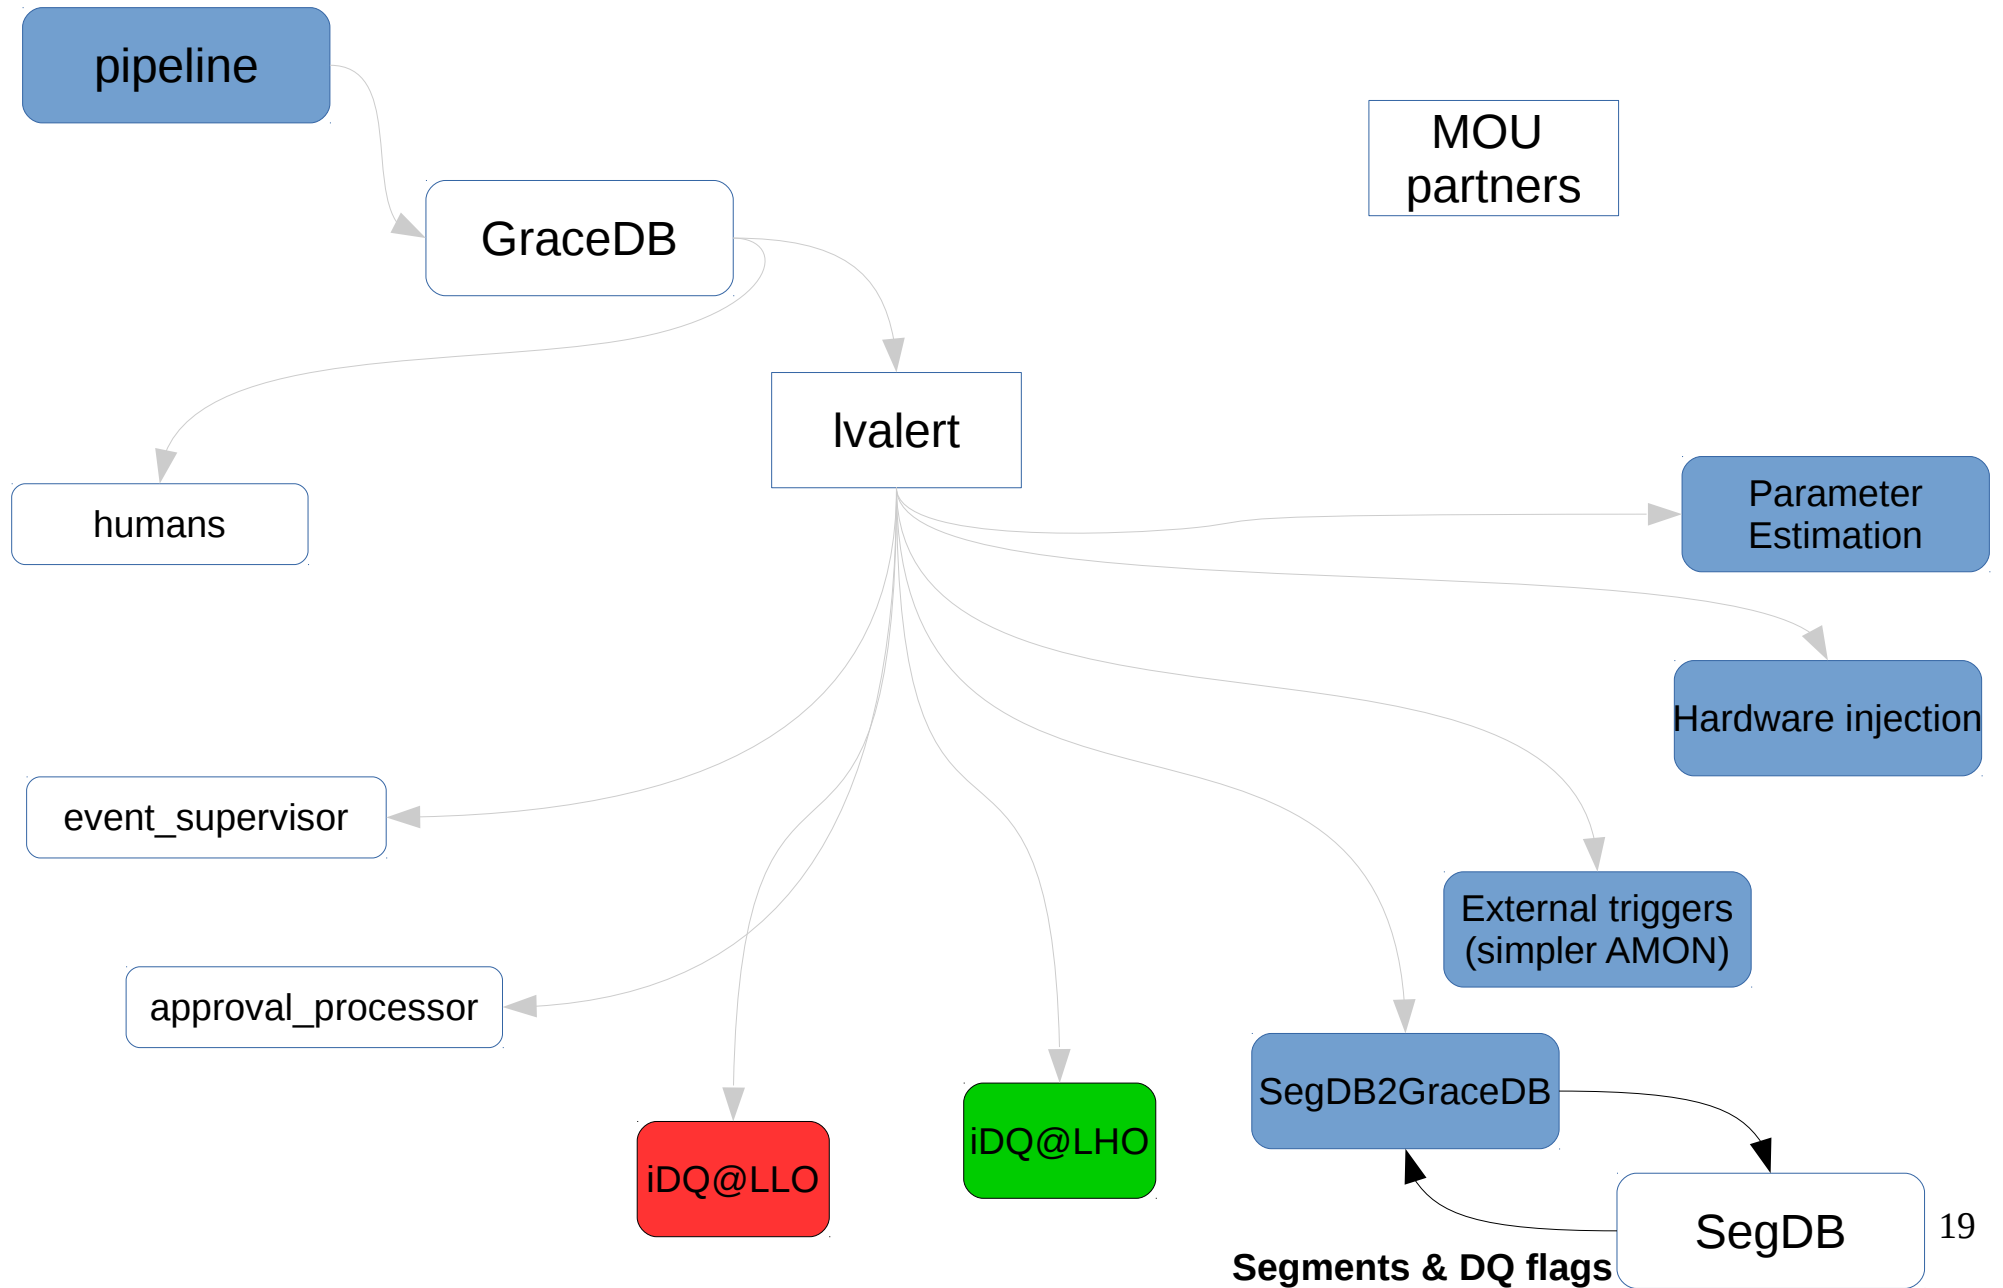 pipeline
MOU
partners
GraceDB
lvalert
Parameter
Estimation
humans
Hardware injection
event_supervisor
External triggers
(simpler AMON)
approval_processor
SegDB2GraceDB
iDQ@LHO
iDQ@LLO
SegDB
19
Segments & DQ flags